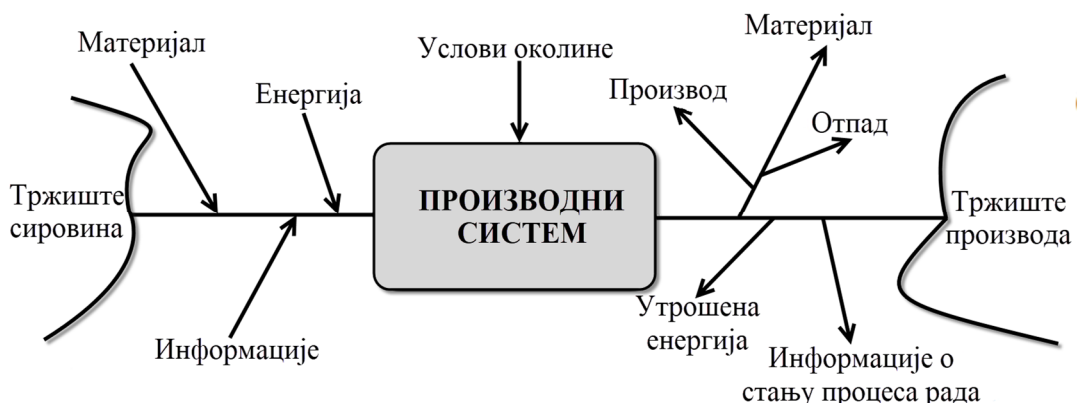 Материјал
Енергија
Информације
Тржиште
сировина
Услови околине
ПРОИЗВОДНИ
СИСТЕМ
Материјал
Производ
Отпад
Утрошена
енергија
Информације о
стању процеса рада
Тржиште
производа